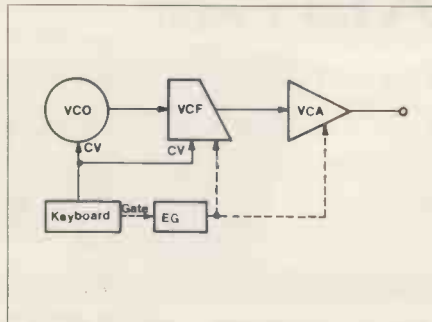 VCO
VCF
VCA
CV
CV
Keyboard
Gate
EG